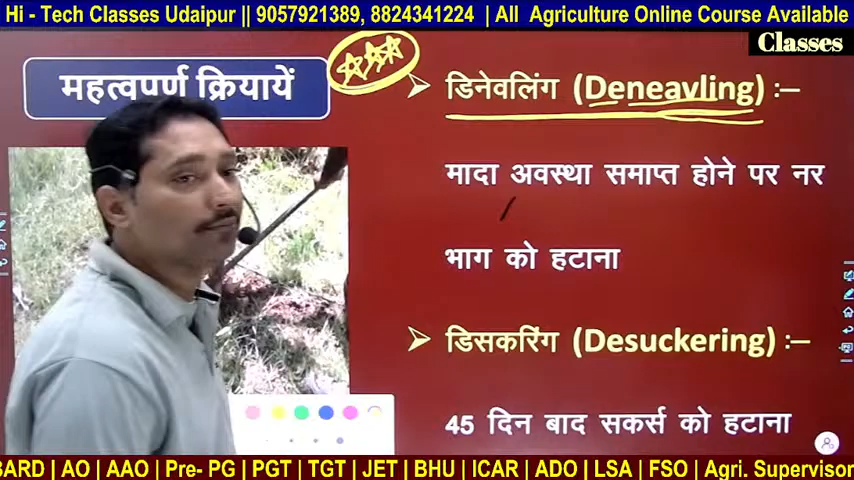 Hi - Tech Classes Udaipur || 9057921389, 8824341224 | All Agriculture Online Course Available
Classes
महत्वपूर्ण क्रियायें
डिनेवलिंग (Deneavling) :–
मादा अवस्था समाप्त होने पर नर
भाग को हटाना
डिसकरिंग (Desuckering) :–
45 दिन बाद सकर्स को हटाना
BARD | AO | AAO | Pre- PG | PGT | TGT | JET | BHU | ICAR | ADO | LSA | FSO | Agri. Supervisor